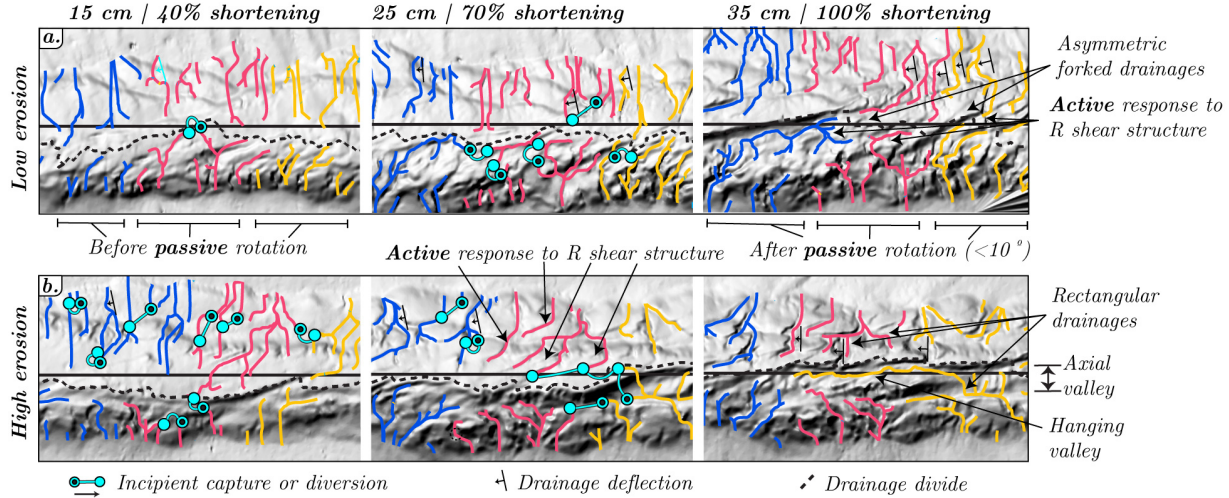 15 cm / 40% shortening
25 cm / 70% shortening
35 cm / 100% shortening
a.
Low erosion
Asymmetric
forked drainages
Active response to
R shear structure
Before passive rotation
After passive rotation (<10°)
Active response to R shear structure
b.
High erosion
Rectangular
drainages
Axial
valley
Hanging
valley
Incipient capture or diversion
Drainage deflection
Drainage divide